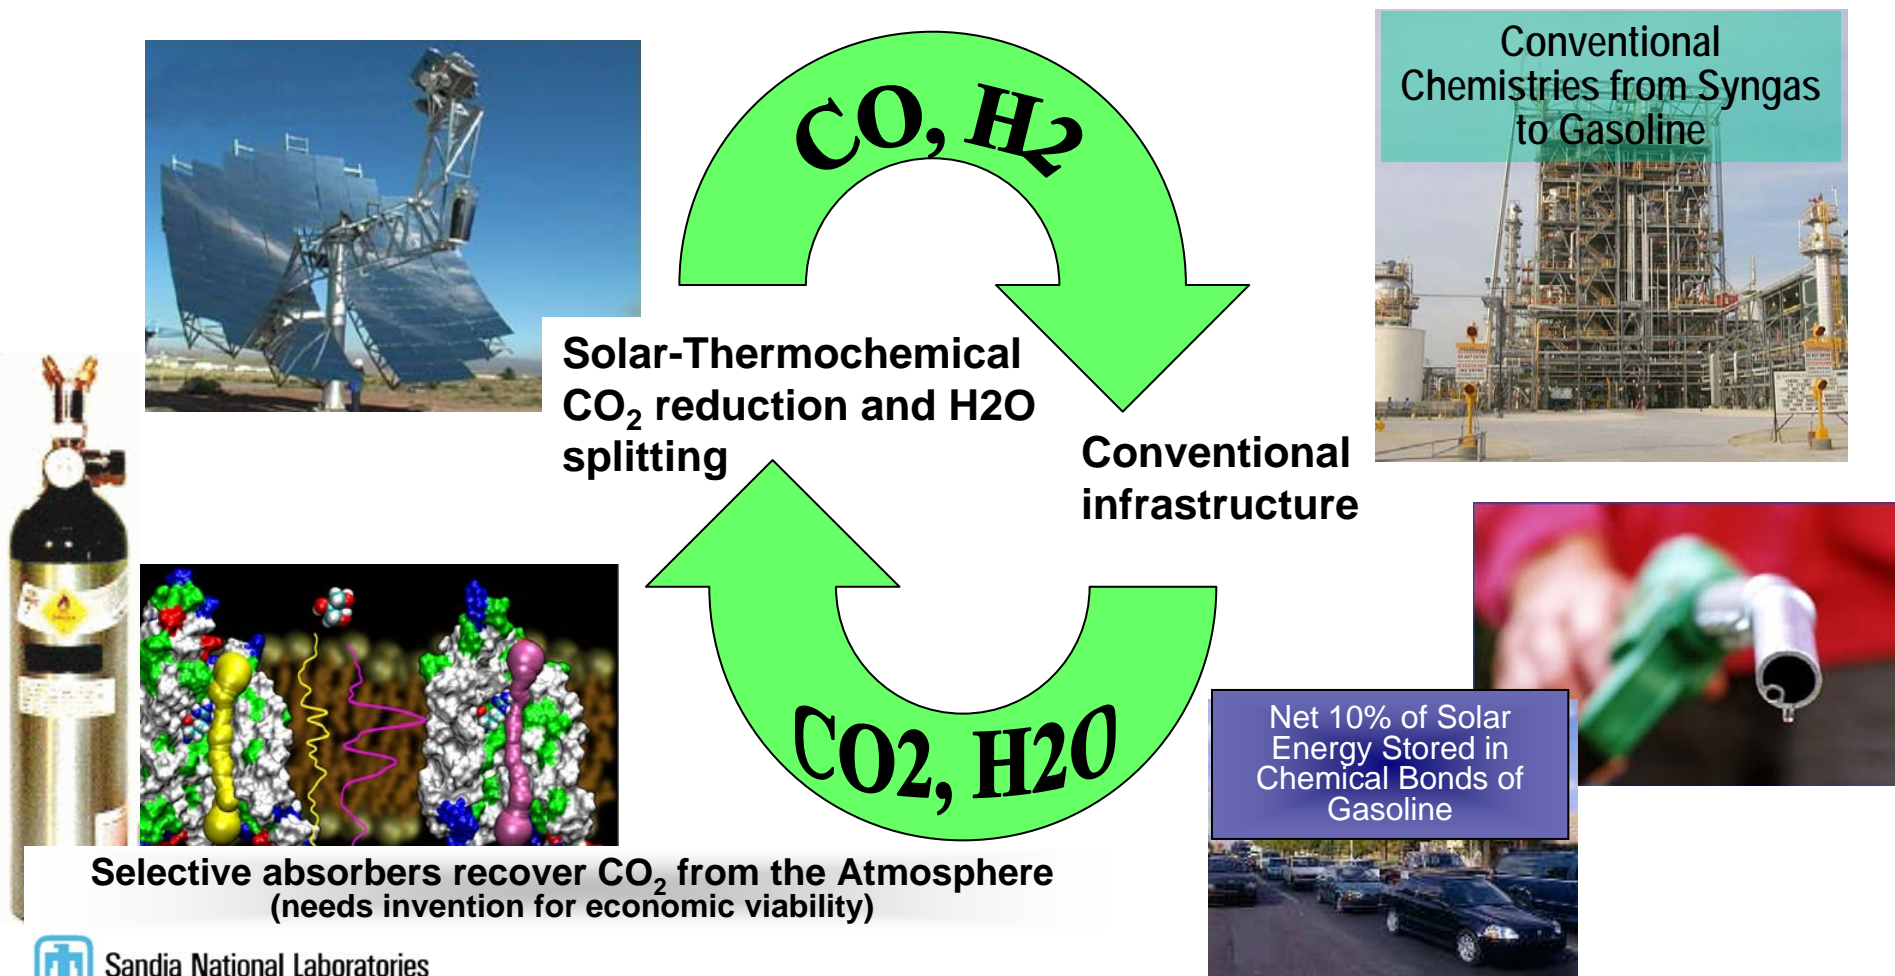 Conventional
Chemistries from Syngas
to Gasoline
CO, H2
Solar-Thermochemical
CO₂ reduction and H2O
splitting
Conventional
infrastructure
CO2, H2O
Net 10% of Solar
Energy Stored in
Chemical Bonds of
Gasoline
Selective absorbers recover CO₂ from the Atmosphere
(needs invention for economic viability)
Sandia National Laboratories